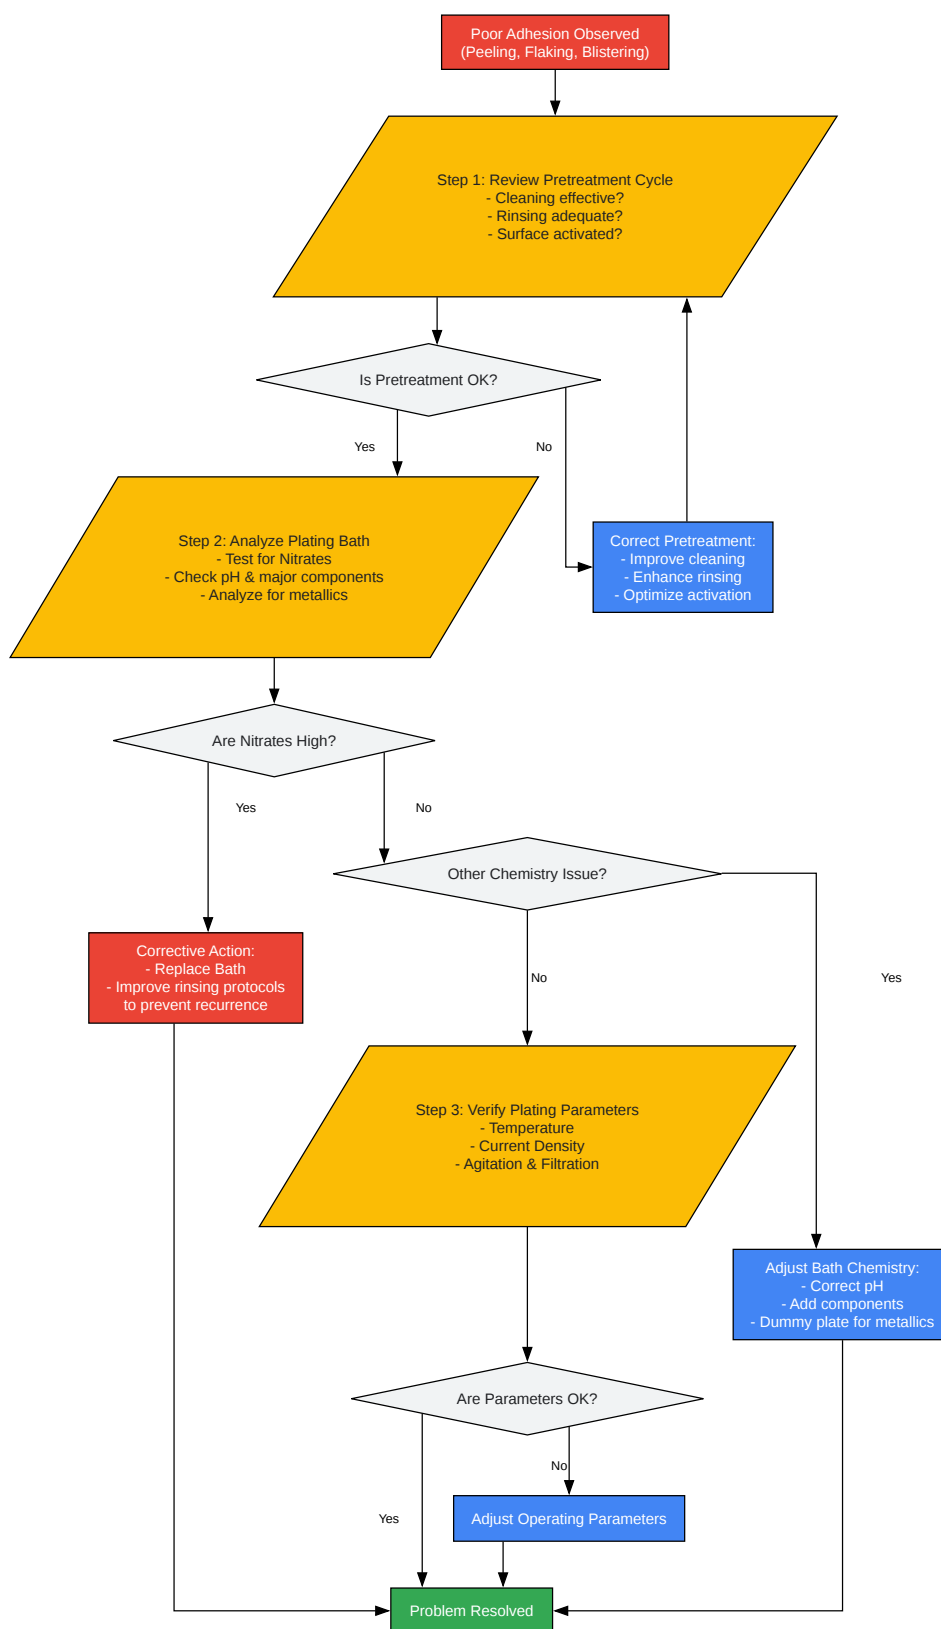 Poor Adhesion Observed
(Peeling, Flaking, Blistering)
Step 1: Review Pretreatment Cycle
- Cleaning effective?
- Rinsing adequate?
- Surface activated?
Is Pretreatment OK?
Yes
No
Step 2: Analyze Plating Bath
- Test for Nitrates
- Check pH & major components
- Analyze for metallics
Correct Pretreatment:
- Improve cleaning
- Enhance rinsing
- Optimize activation
Are Nitrates High?
Yes
No
Other Chemistry Issue?
Corrective Action:
- Replace Bath
- Improve rinsing protocols
to prevent recurrence
No
Yes
Step 3: Verify Plating Parameters
- Temperature
- Current Density
- Agitation & Filtration
Adjust Bath Chemistry:
- Correct pH
- Add components
- Dummy plate for metallics
Are Parameters OK?
No
Yes
Adjust Operating Parameters
Problem Resolved